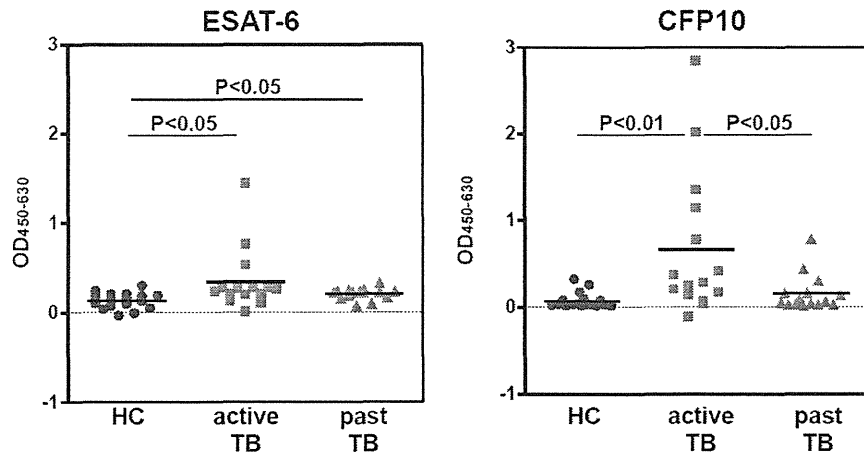 ESAT-6
3
2
1
0
-1
OD450-630
P<0.05
P<0.05
HC
active
TB
past
TB
CFP10
3
2
1
0
-1
OD450-630
P<0.01
P<0.05
HC
active
TB
past
TB